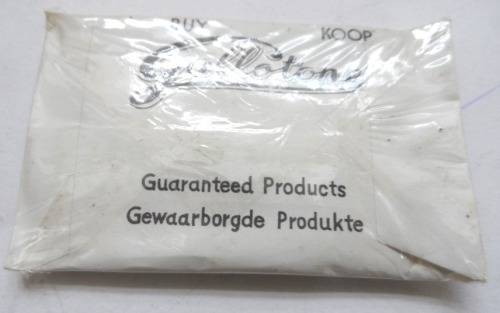 BUY KOOP
Guaranteed Products
Gewaarborgde Produkte